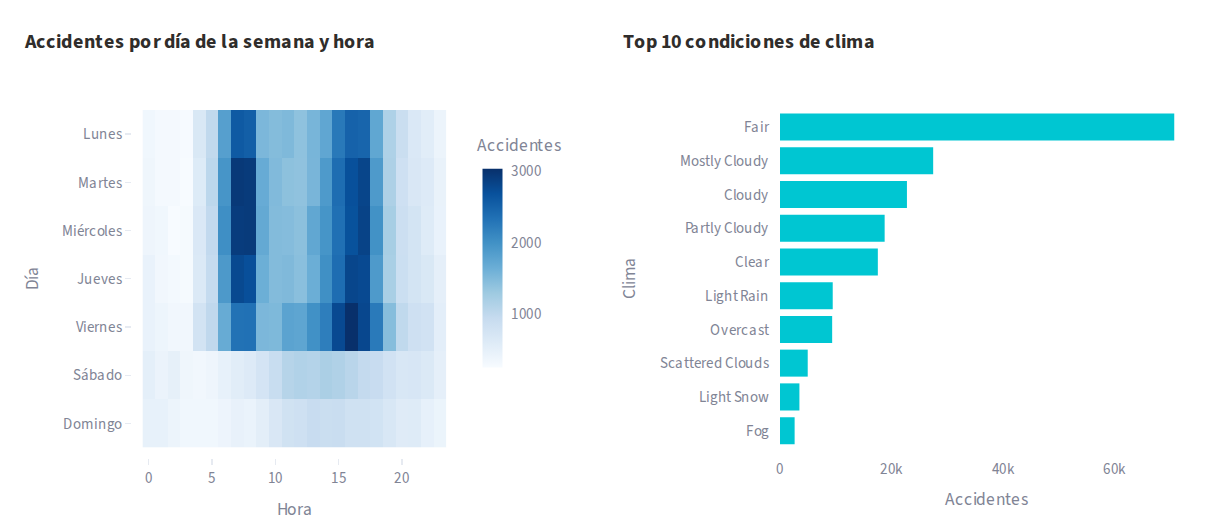 Accidentes por día de la semana y hora
Top 10 condiciones de clima
Accidentes
3000
2000
1000
Día
Lunes
Martes
Miércoles
Jueves
Viernes
Sábado
Domingo
0 5 10 15 20
Hora
Clima
Fair
Mostly Cloudy
Cloudy
Partly Cloudy
Clear
Light Rain
Overcast
Scattered Clouds
Light Snow
Fog
0 20k 40k 60k
Accidentes